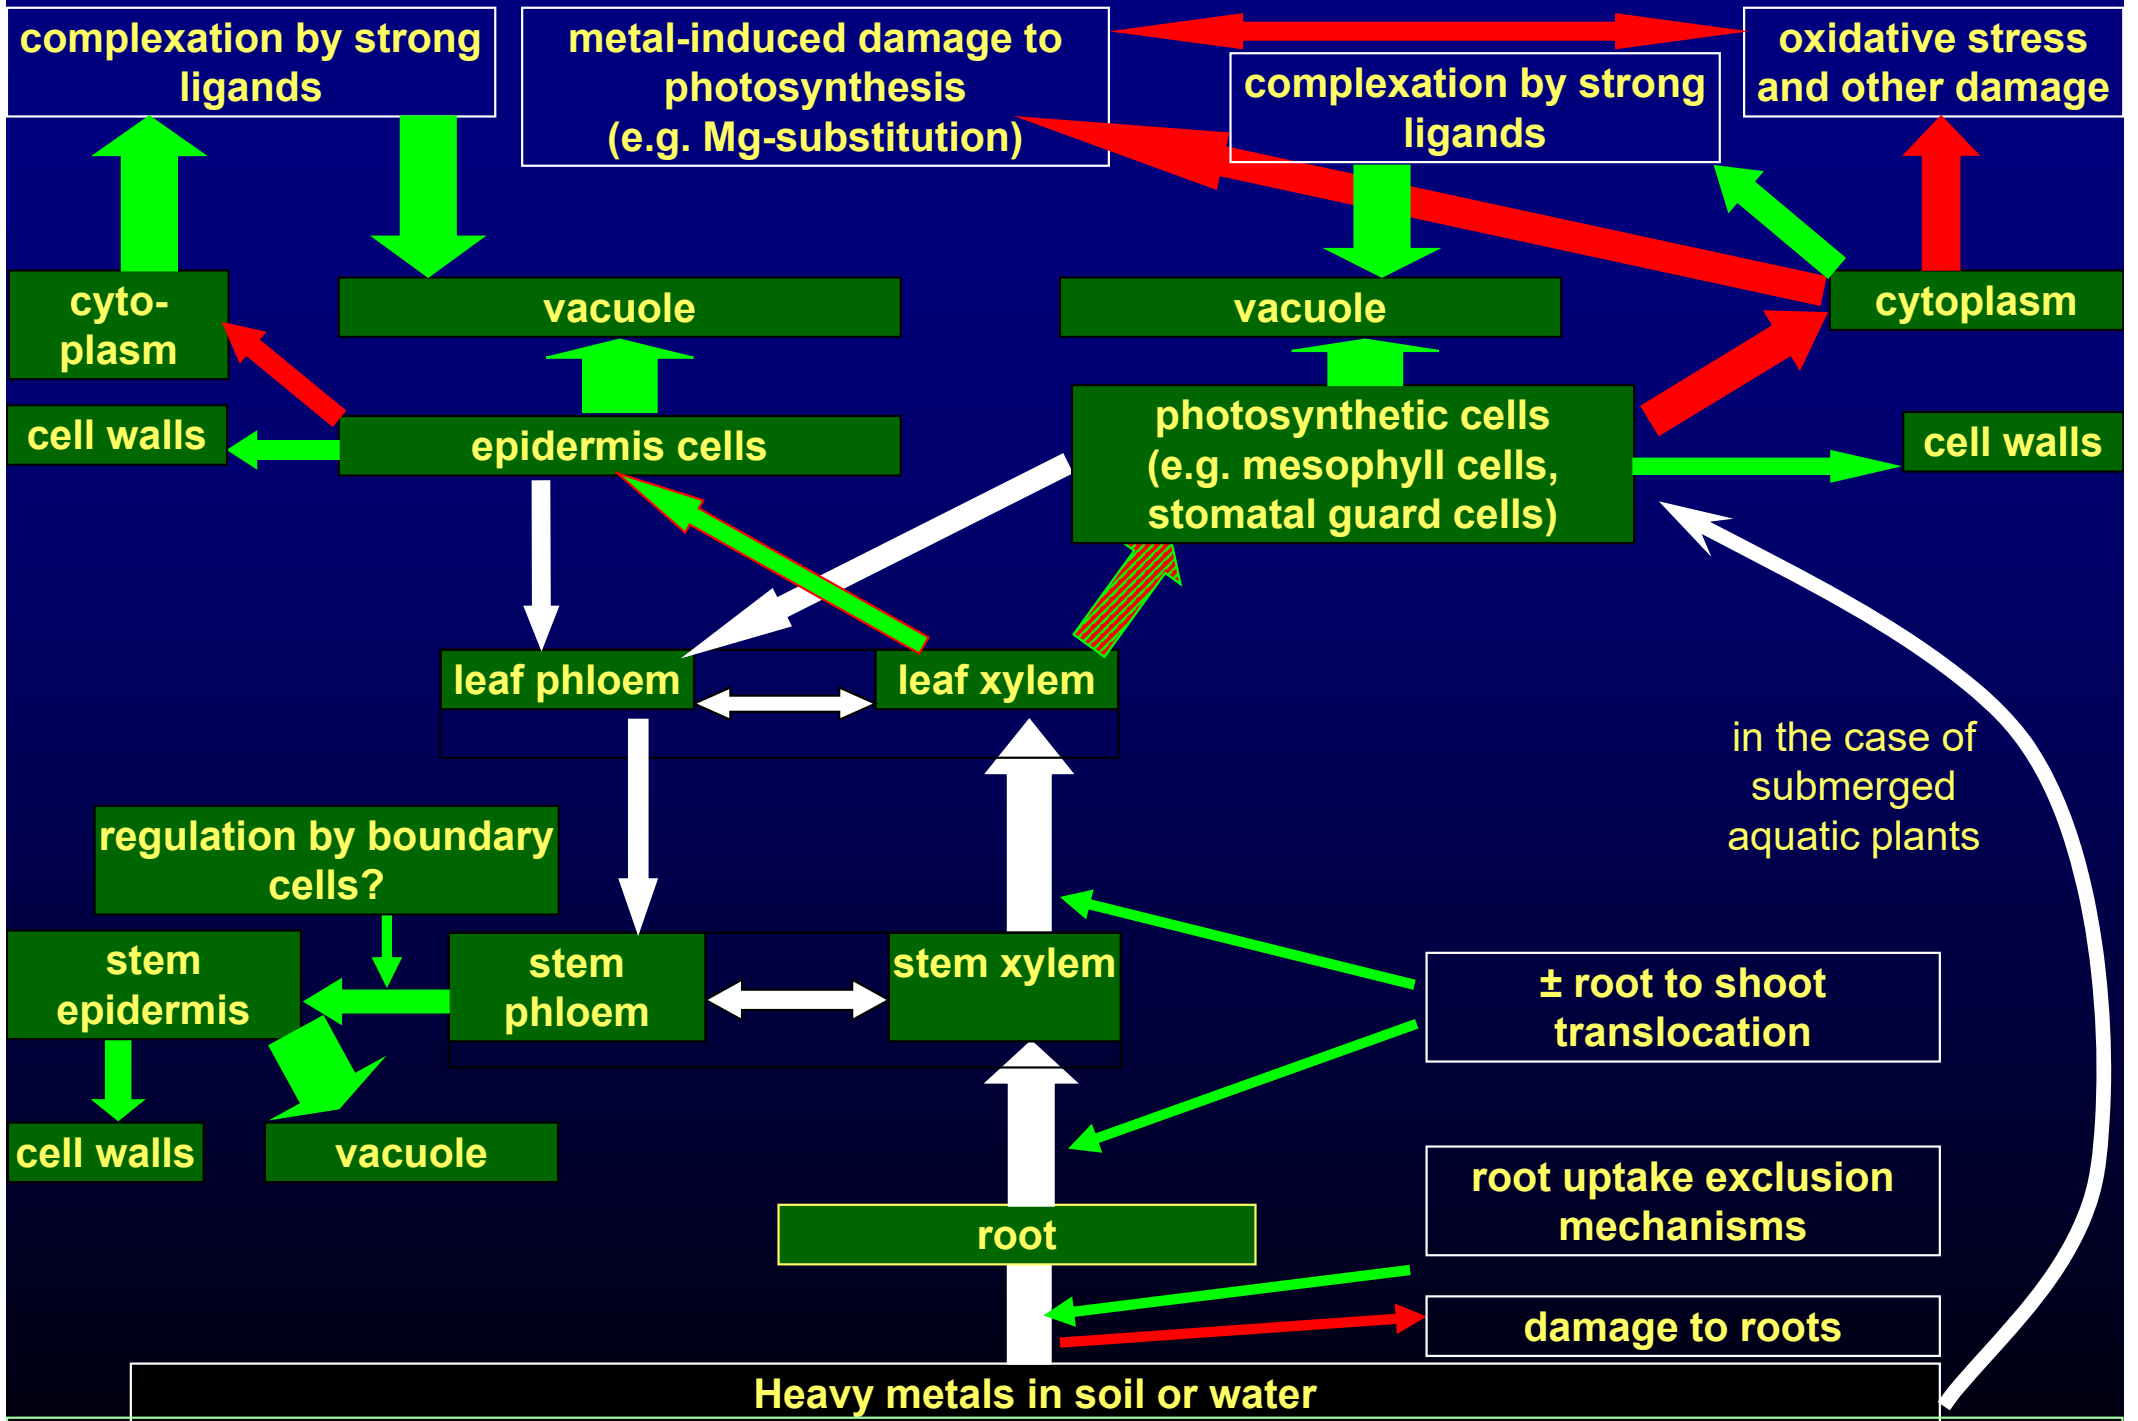 complexation by strong
ligands
metal-induced damage to
photosynthesis
(e.g. Mg-substitution)
complexation by strong
ligands
oxidative stress
and other damage
cyto-
plasm
vacuole
vacuole
cytoplasm
cell walls
epidermis cells
photosynthetic cells
(e.g. mesophyll cells,
stomatal guard cells)
cell walls
leaf phloem
leaf xylem
in the case of
submerged
aquatic plants
regulation by boundary
cells?
stem
epidermis
stem
phloem
stem xylem
± root to shoot
translocation
cell walls
vacuole
root uptake exclusion
mechanisms
root
damage to roots
Heavy metals in soil or water